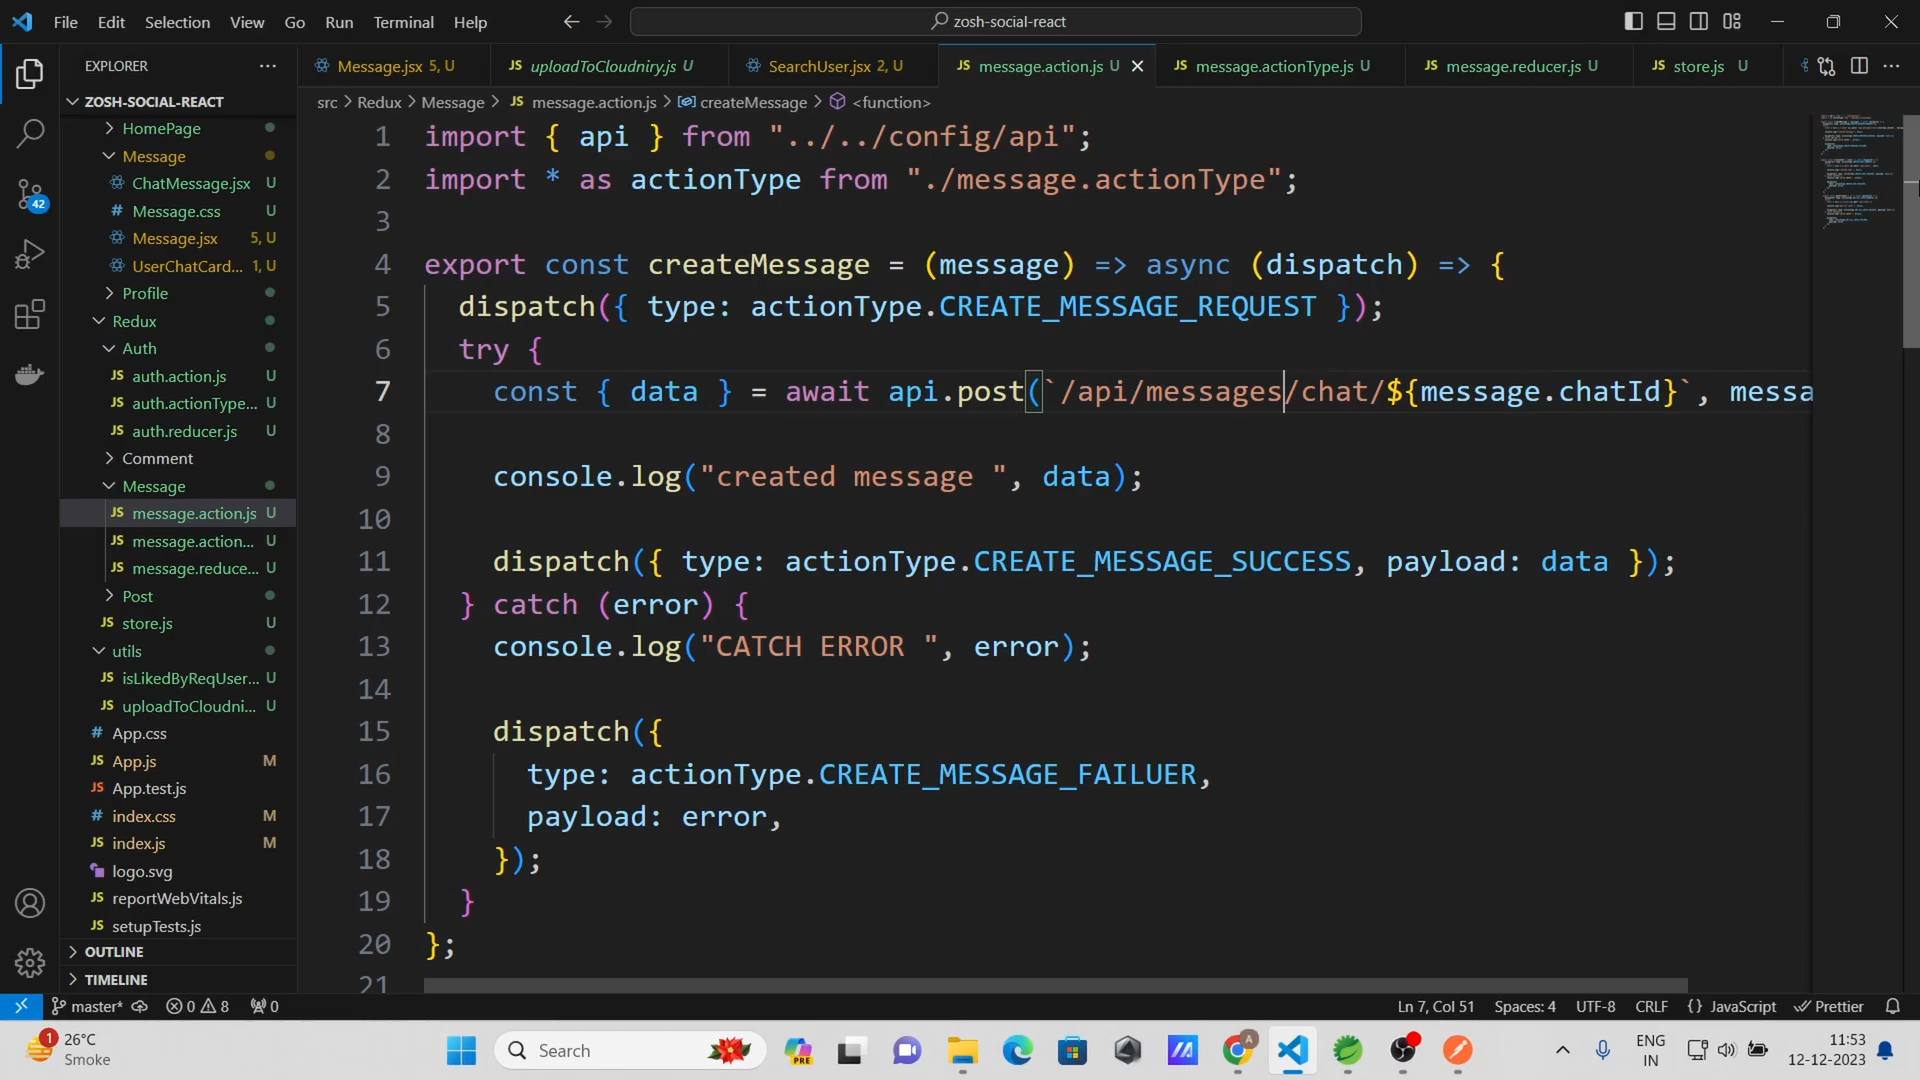 File Edit Selection View Go Run Terminal Help
zosh-social-react
EXPLORER
ZOSH-SOCIAL-REACT
HomePage
Message
ChatMessage.jsx U
Message.css U
Message.jsx 5, U
UserChatCard... 1, U
Profile
Redux
Auth
auth.action.js U
auth.actionType... U
auth.reducer.js U
Comment
Message
message.action.js U
message.action... U
message.reduce... U
Post
store.js U
utils
isLikedByReqUser... U
uploadToCloudni... U
App.css
App.js M
App.test.js
index.css M
index.js M
logo.svg
reportWebVitals.js
setupTests.js
OUTLINE
TIMELINE
42
Message.jsx 5, U
JS uploadToCloudniry.js U
SearchUser.jsx 2, U
JS message.action.js U
JS message.actionType.js U
JS message.reducer.js U
JS store.js U
src > Redux > Message > JS message.action.js > createMessage > <function>
1 import { api } from "../../config/api";
2 import * as actionType from "./message.actionType";
3
4 export const createMessage = (message) => async (dispatch) => {
5 dispatch({ type: actionType.CREATE_MESSAGE_REQUEST });
6 try {
7 const { data } = await api.post(`/api/messages/chat/${message.chatId}`, messa
8
9 console.log("created message ", data);
10
11 dispatch({ type: actionType.CREATE_MESSAGE_SUCCESS, payload: data });
12 } catch (error) {
13 console.log("CATCH ERROR ", error);
14
15 dispatch({
16 type: actionType.CREATE_MESSAGE_FAILUER,
17 payload: error,
18 });
19 }
20 };
21
master* 0 8 0
Ln 7, Col 51 Spaces: 4 UTF-8 CRLF {} JavaScript Prettier
1 26°C
Smoke
Search
PRE
A
ENG
IN
11:53
12-12-2023